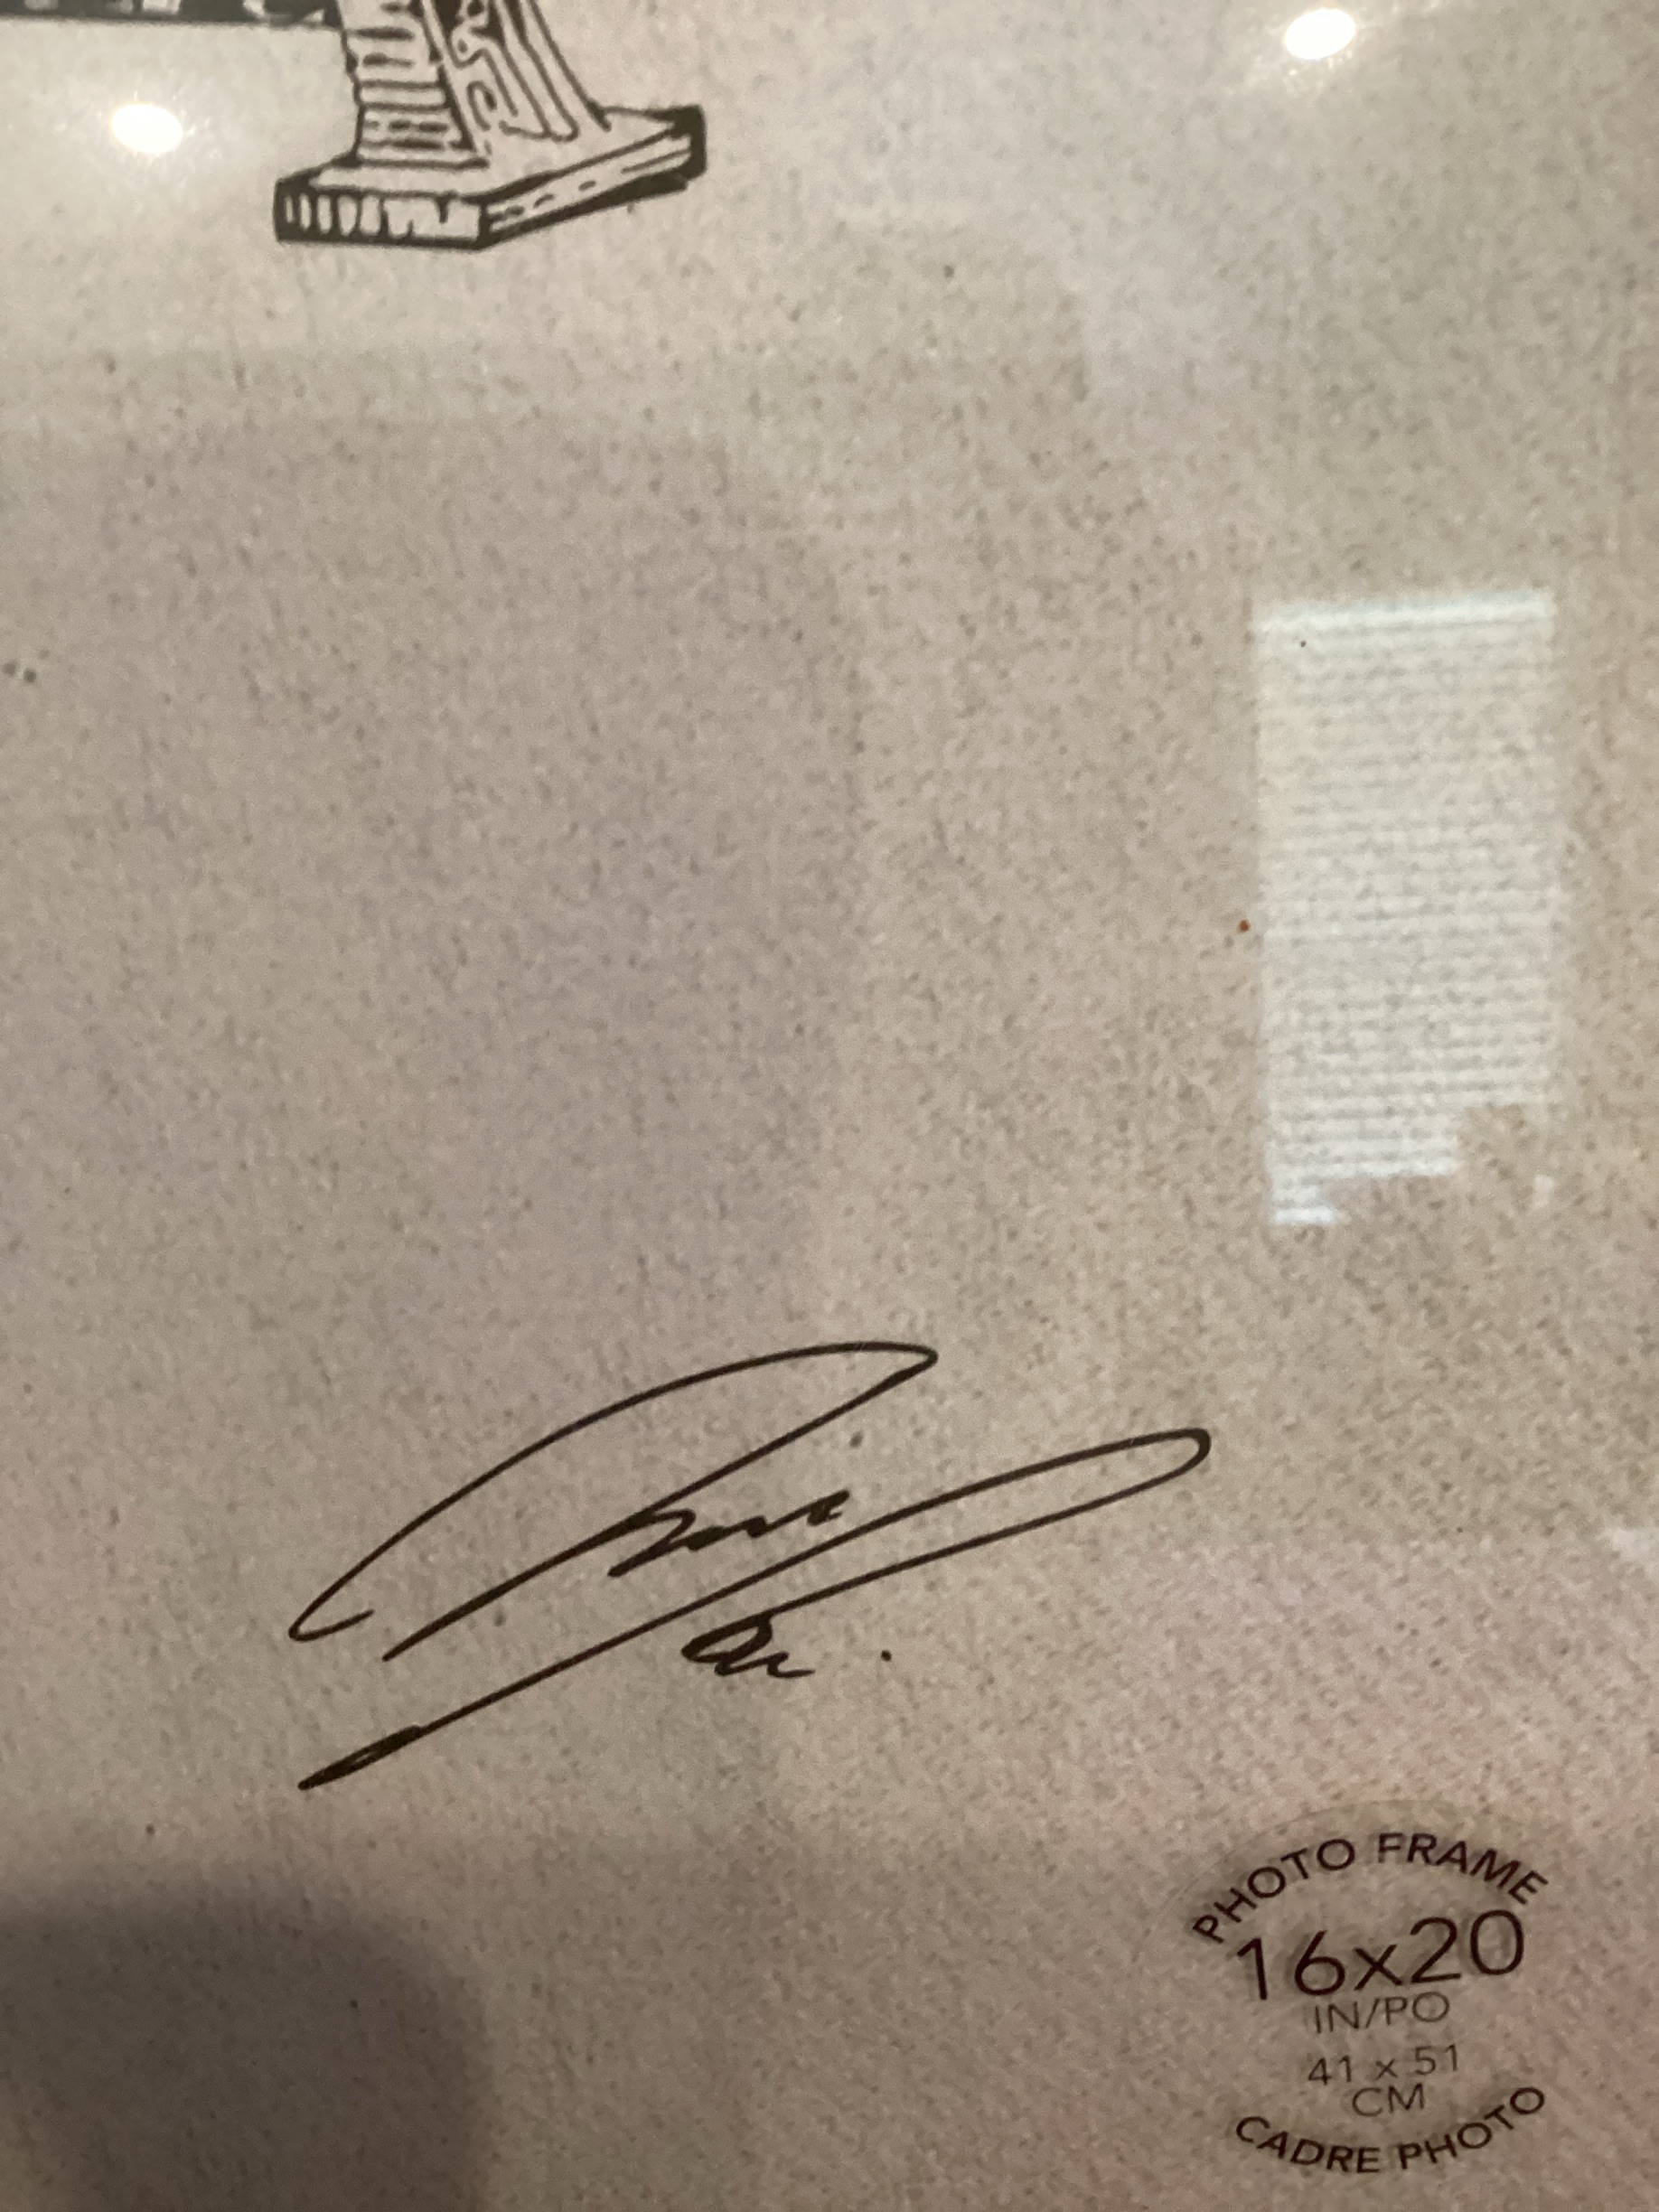 PHOTO FRAME
16x20
IN/PO
41 x 51
CM
CADRE PHOTO